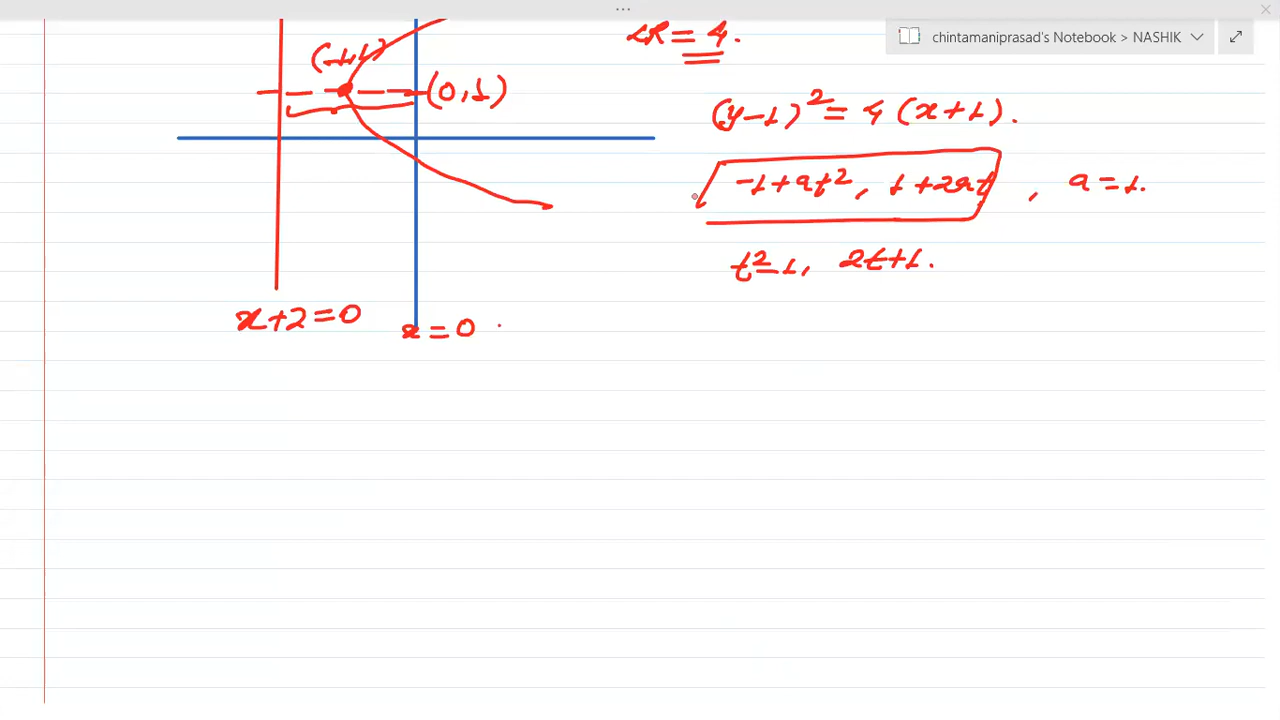 LR = 4.
chintamaniprasad's Notebook > NASHIK
(-1,1)
(0,1)
(y-1)² = 4 (x+1).
-1+at², 1+2at, a=1.
t²-1, 2t+1.
x+2=0
x=0